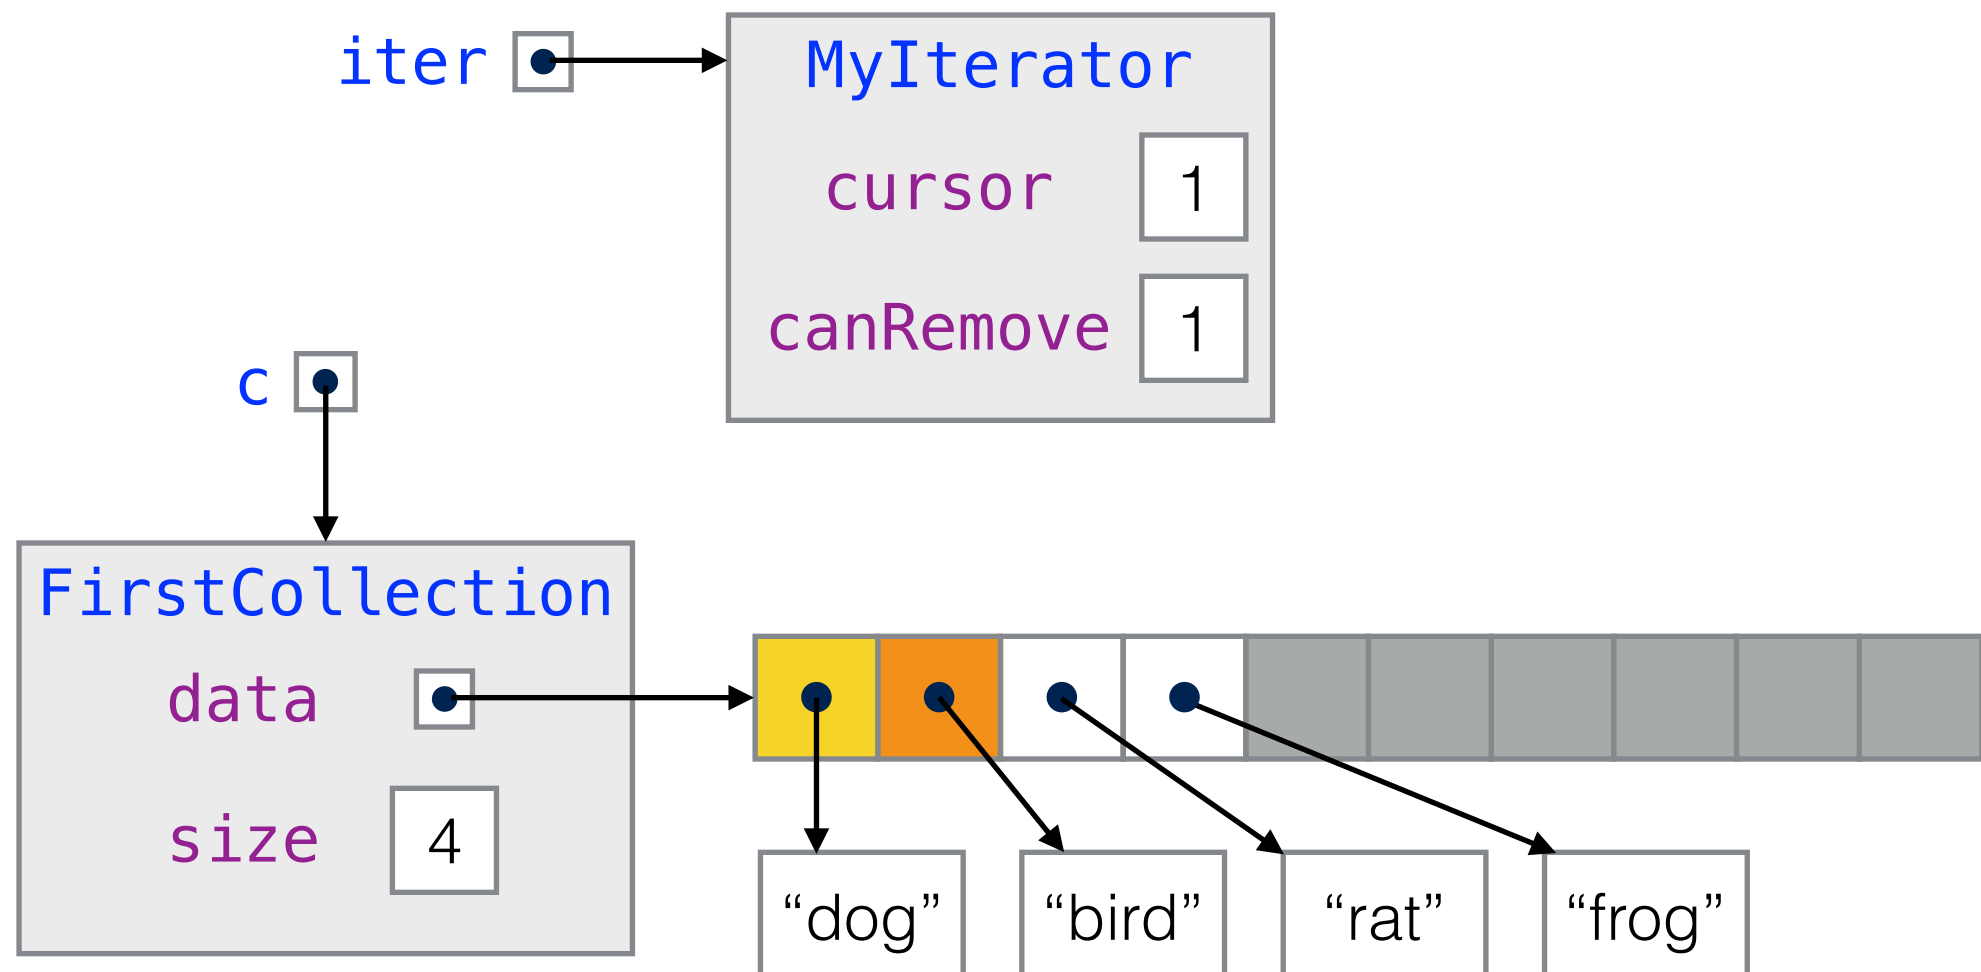 iter
MyIterator
cursor 1
canRemove 1
c
FirstCollection
data
size 4
“dog” “bird” “rat” “frog”